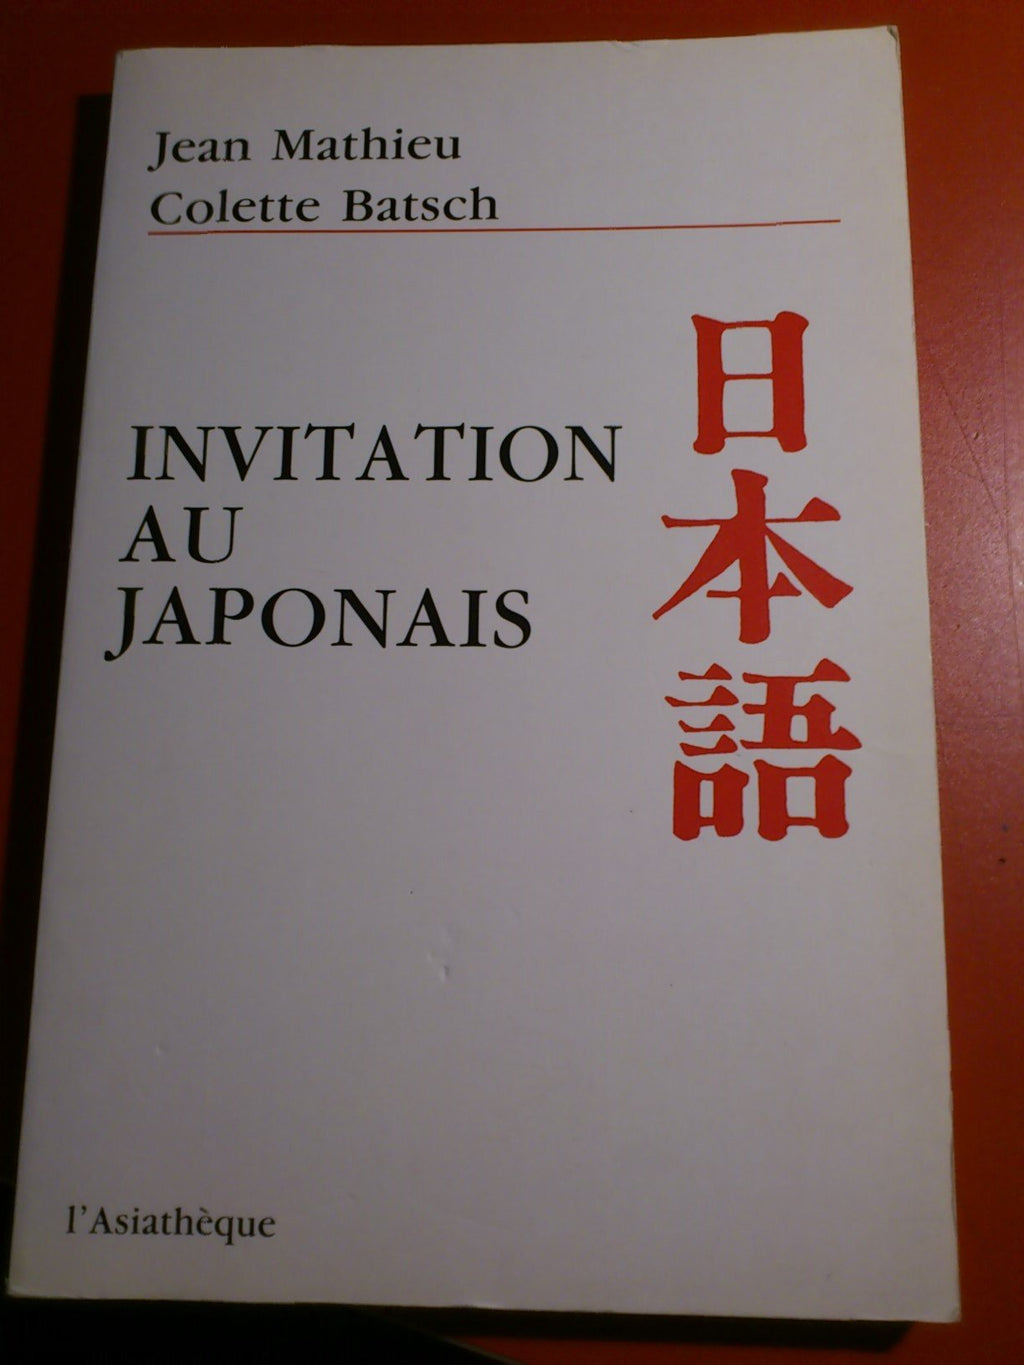 Jean Mathieu
Colette Batsch
INVITATION
AU
JAPONAIS
日本語
l'Asiathèque